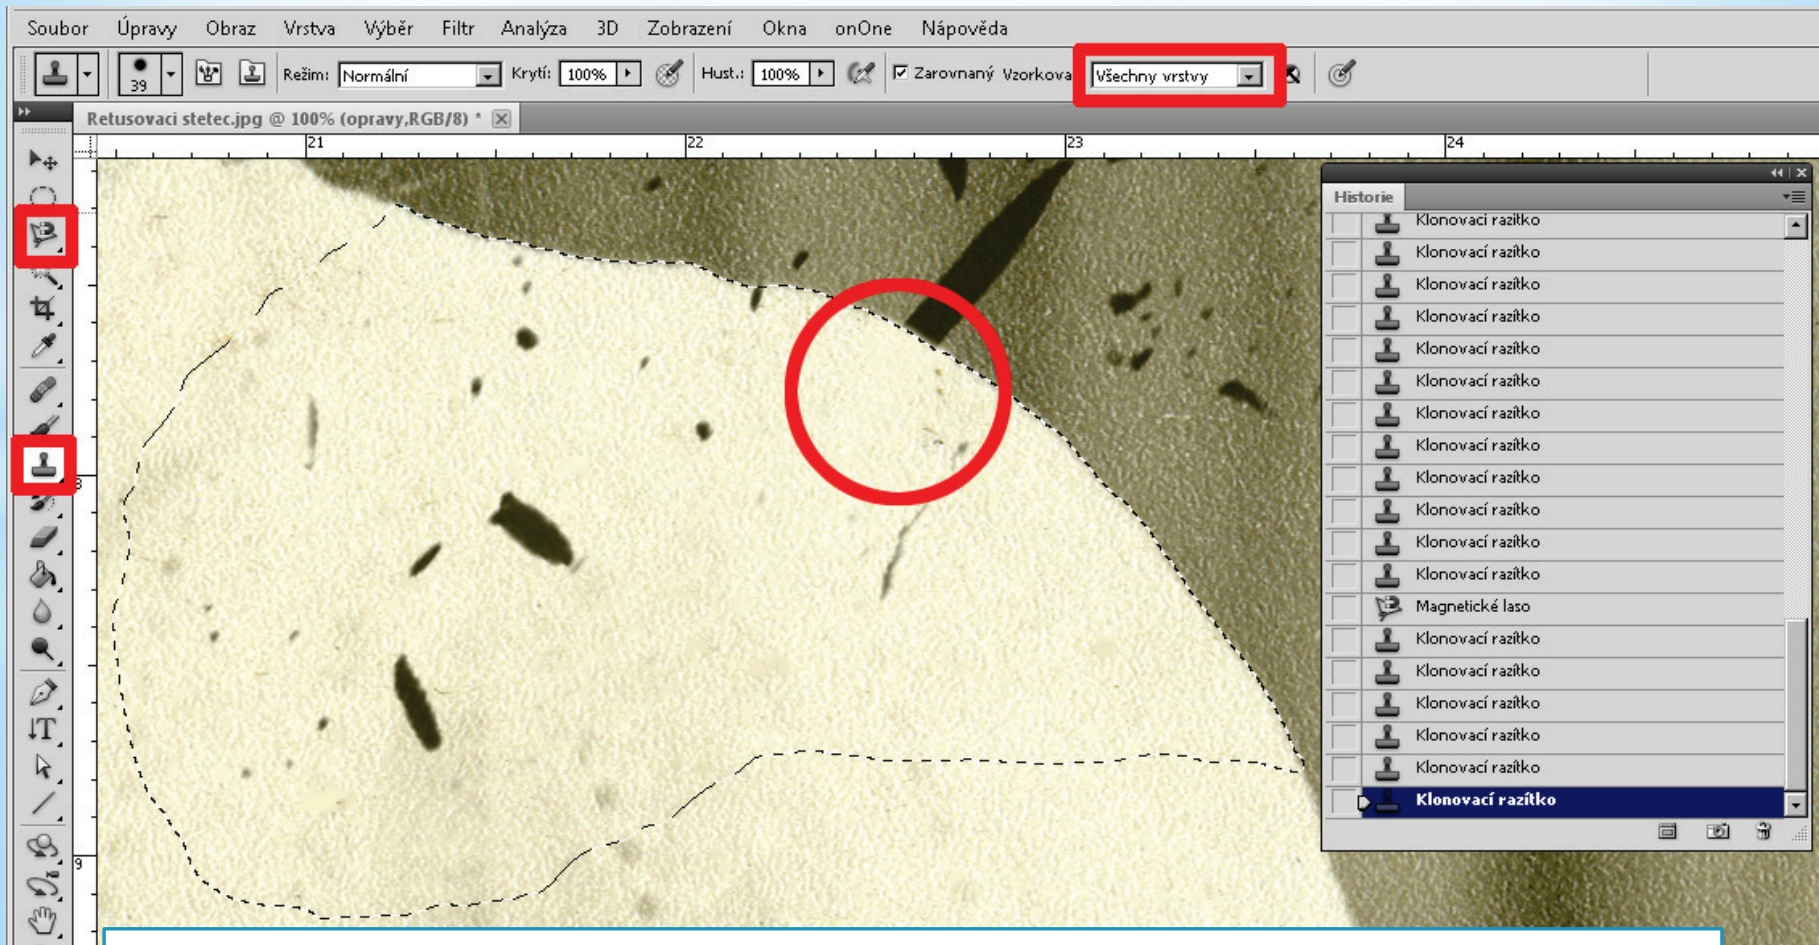 Soubor Úpravy Obraz Vrstva Výběr Filtr Analýza 3D Zobrazení Okna onOne Nápověda
39 Režim: Normální Krytí: 100% Hust.: 100% Zarovnaný Vzorkova Všechny vrstvy
Retusovaci stetec.jpg @ 100% (opravy,RGB/8) *
21 22 23 24
Historie
Klonovací razítko
Klonovací razítko
Klonovací razítko
Klonovací razítko
Klonovací razítko
Klonovací razítko
Klonovací razítko
Klonovací razítko
Klonovací razítko
Klonovací razítko
Klonovací razítko
Klonovací razítko
Magnetické laso
Klonovací razítko
Klonovací razítko
Klonovací razítko
Klonovací razítko
Klonovací razítko
Klonovací razítko
9